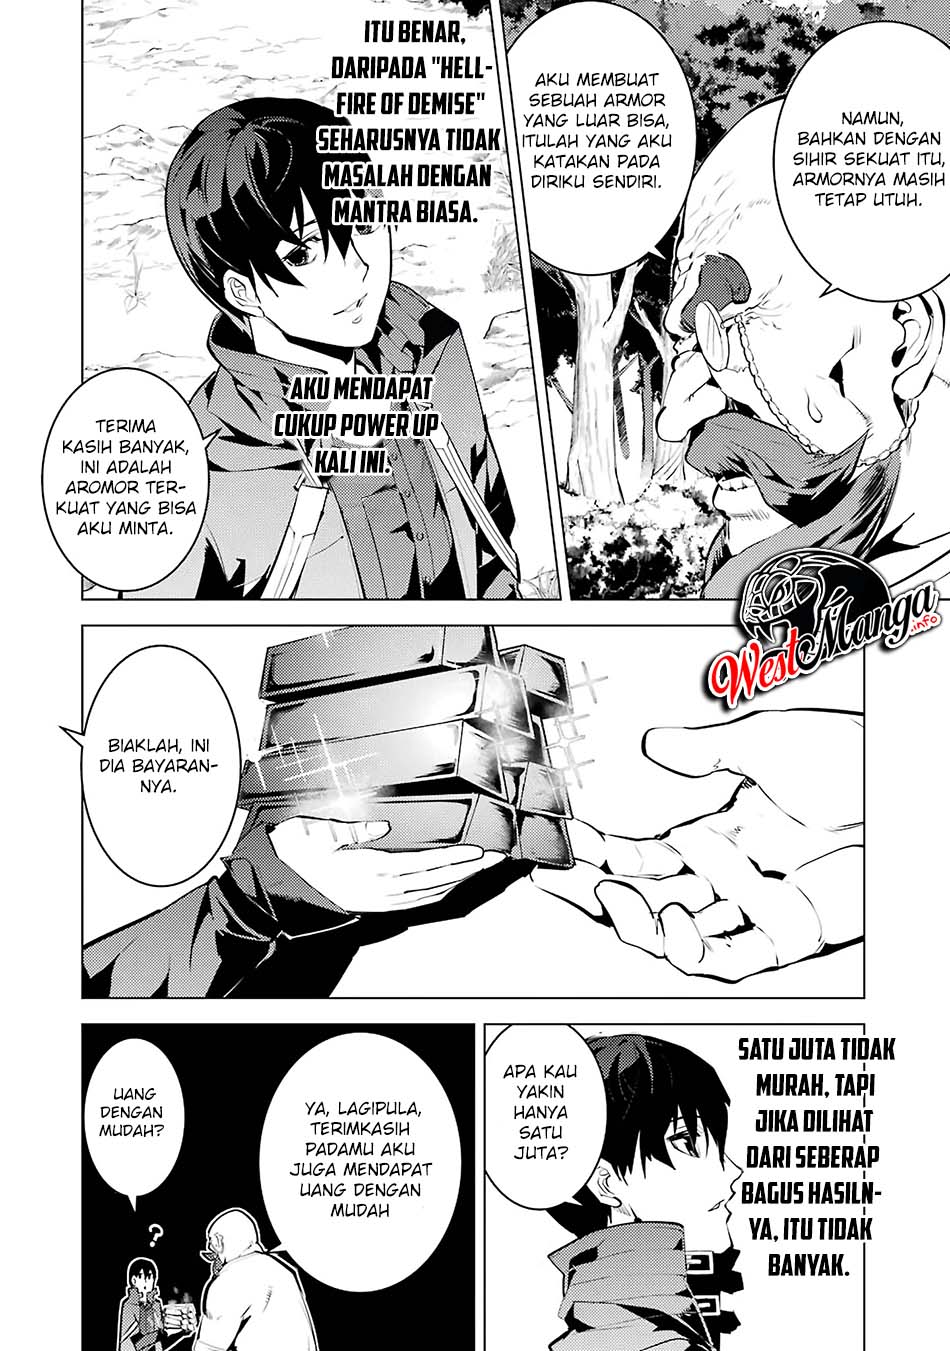 NAMUN,
BAHKAN DENGAN
SIHIR SEKUAT ITU,
ARMORNYA MASIH
TETAP UTUH.
AKU MEMBUAT
SEBUAH ARMOR
YANG LUAR BISA,
ITULAH YANG AKU
KATAKAN PADA
DIRIKU SENDIRI.
ITU BENAR,
DARIPADA "HELL-
FIRE OF DEMISE"
SEHARUSNYA TIDAK
MASALAH DENGAN
MANTRA BIASA.
AKU MENDAPAT
CUKUP POWER UP
KALI INI.
TERIMA
KASIH BANYAK,
INI ADALAH
AROMOR TER-
KUAT YANG BISA
AKU MINTA.
WESTMANGA
.info
BIAKLAH, INI
DIA BAYARAN-
NYA.
SATU JUTA TIDAK
MURAH, TAPI
JIKA DILIHAT
DARI SEBERAP
BAGUS HASILN-
YA, ITU TIDAK
BANYAK.
APA KAU
YAKIN
HANYA
SATU
JUTA?
YA, LAGIPULA,
TERIMKASIH
PADAMU AKU
JUGA MENDAPAT
UANG DENGAN
MUDAH
UANG
DENGAN
MUDAH?
?